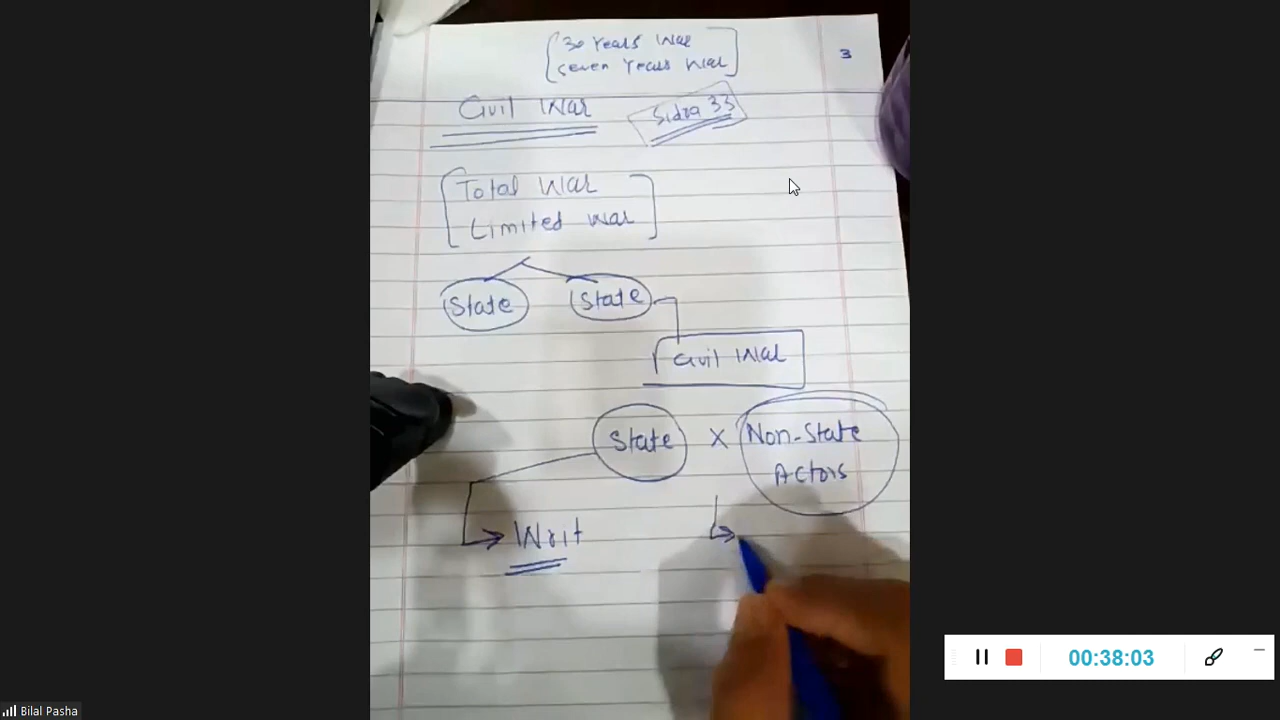 30 Years War
Seven Years War
3
Civil War
Sidra 33
Total War
Limited War
State State
Civil War
State X Non-State
Actors
Writ
00:38:03
Bilal Pasha